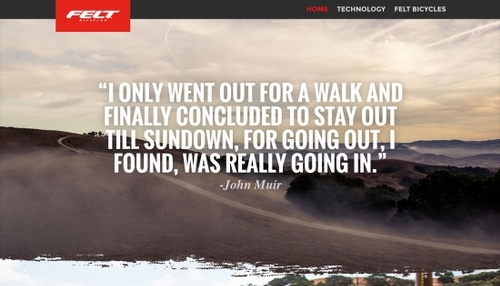 FELT
BICYCLES
HOME TECHNOLOGY FELT BICYCLES
“I ONLY WENT OUT FOR A WALK AND
FINALLY CONCLUDED TO STAY OUT
TILL SUNDOWN, FOR GOING OUT, I
FOUND, WAS REALLY GOING IN.”
-John Muir